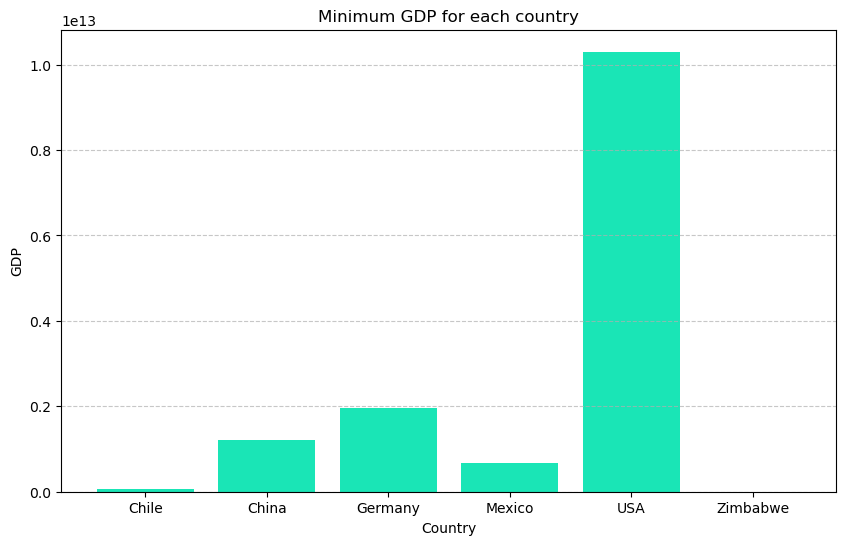 Minimum GDP for each country
1e13
1.0
0.8
0.6
0.4
0.2
0.0
GDP
Chile China Germany Mexico USA Zimbabwe
Country